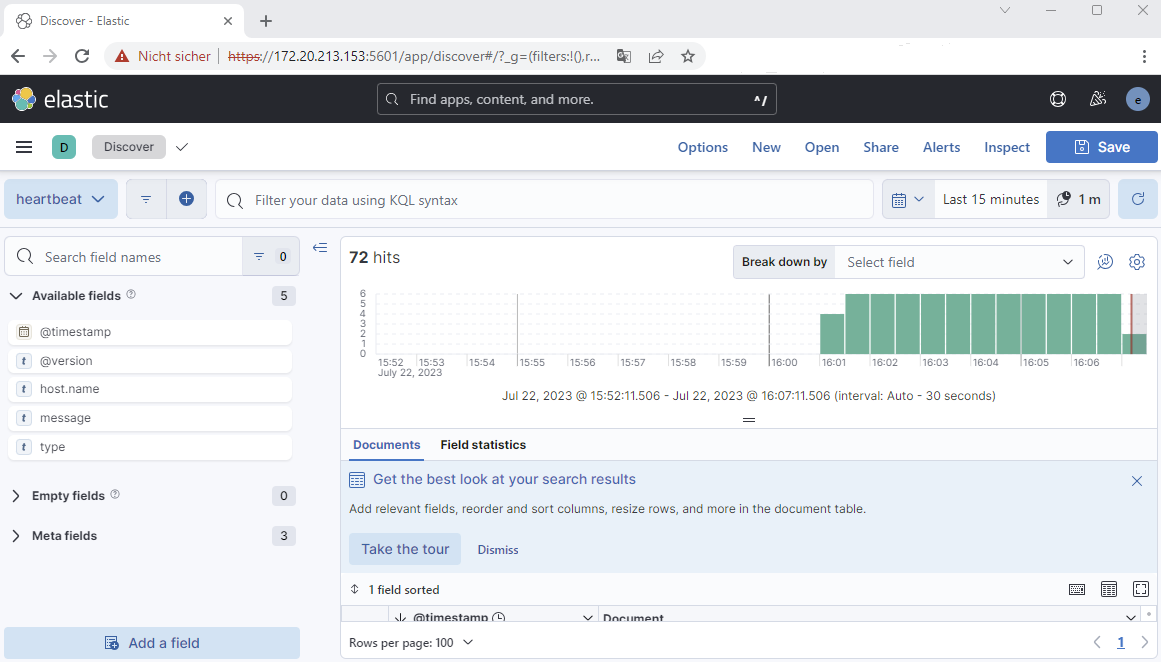 Discover - Elastic
Nicht sicher https://172.20.213.153:5601/app/discover#/?_g=(filters:!(),r...
elastic
Find apps, content, and more.
^/
e
D
Discover
Options
New
Open
Share
Alerts
Inspect
Save
heartbeat
Filter your data using KQL syntax
Last 15 minutes
1 m
Search field names
0
Available fields
5
@timestamp
t @version
t host.name
t message
t type
Empty fields
0
Meta fields
3
Add a field
72 hits
Break down by
Select field
6
5
4
3
2
1
0
15:52 15:53 15:54 15:55 15:56 15:57 15:58 15:59 16:00 16:01 16:02 16:03 16:04 16:05 16:06
July 22, 2023
Jul 22, 2023 @ 15:52:11.506 - Jul 22, 2023 @ 16:07:11.506 (interval: Auto - 30 seconds)
Documents
Field statistics
Get the best look at your search results
Add relevant fields, reorder and sort columns, resize rows, and more in the document table.
Take the tour
Dismiss
1 field sorted
@timestamp
Document
Rows per page: 100
1